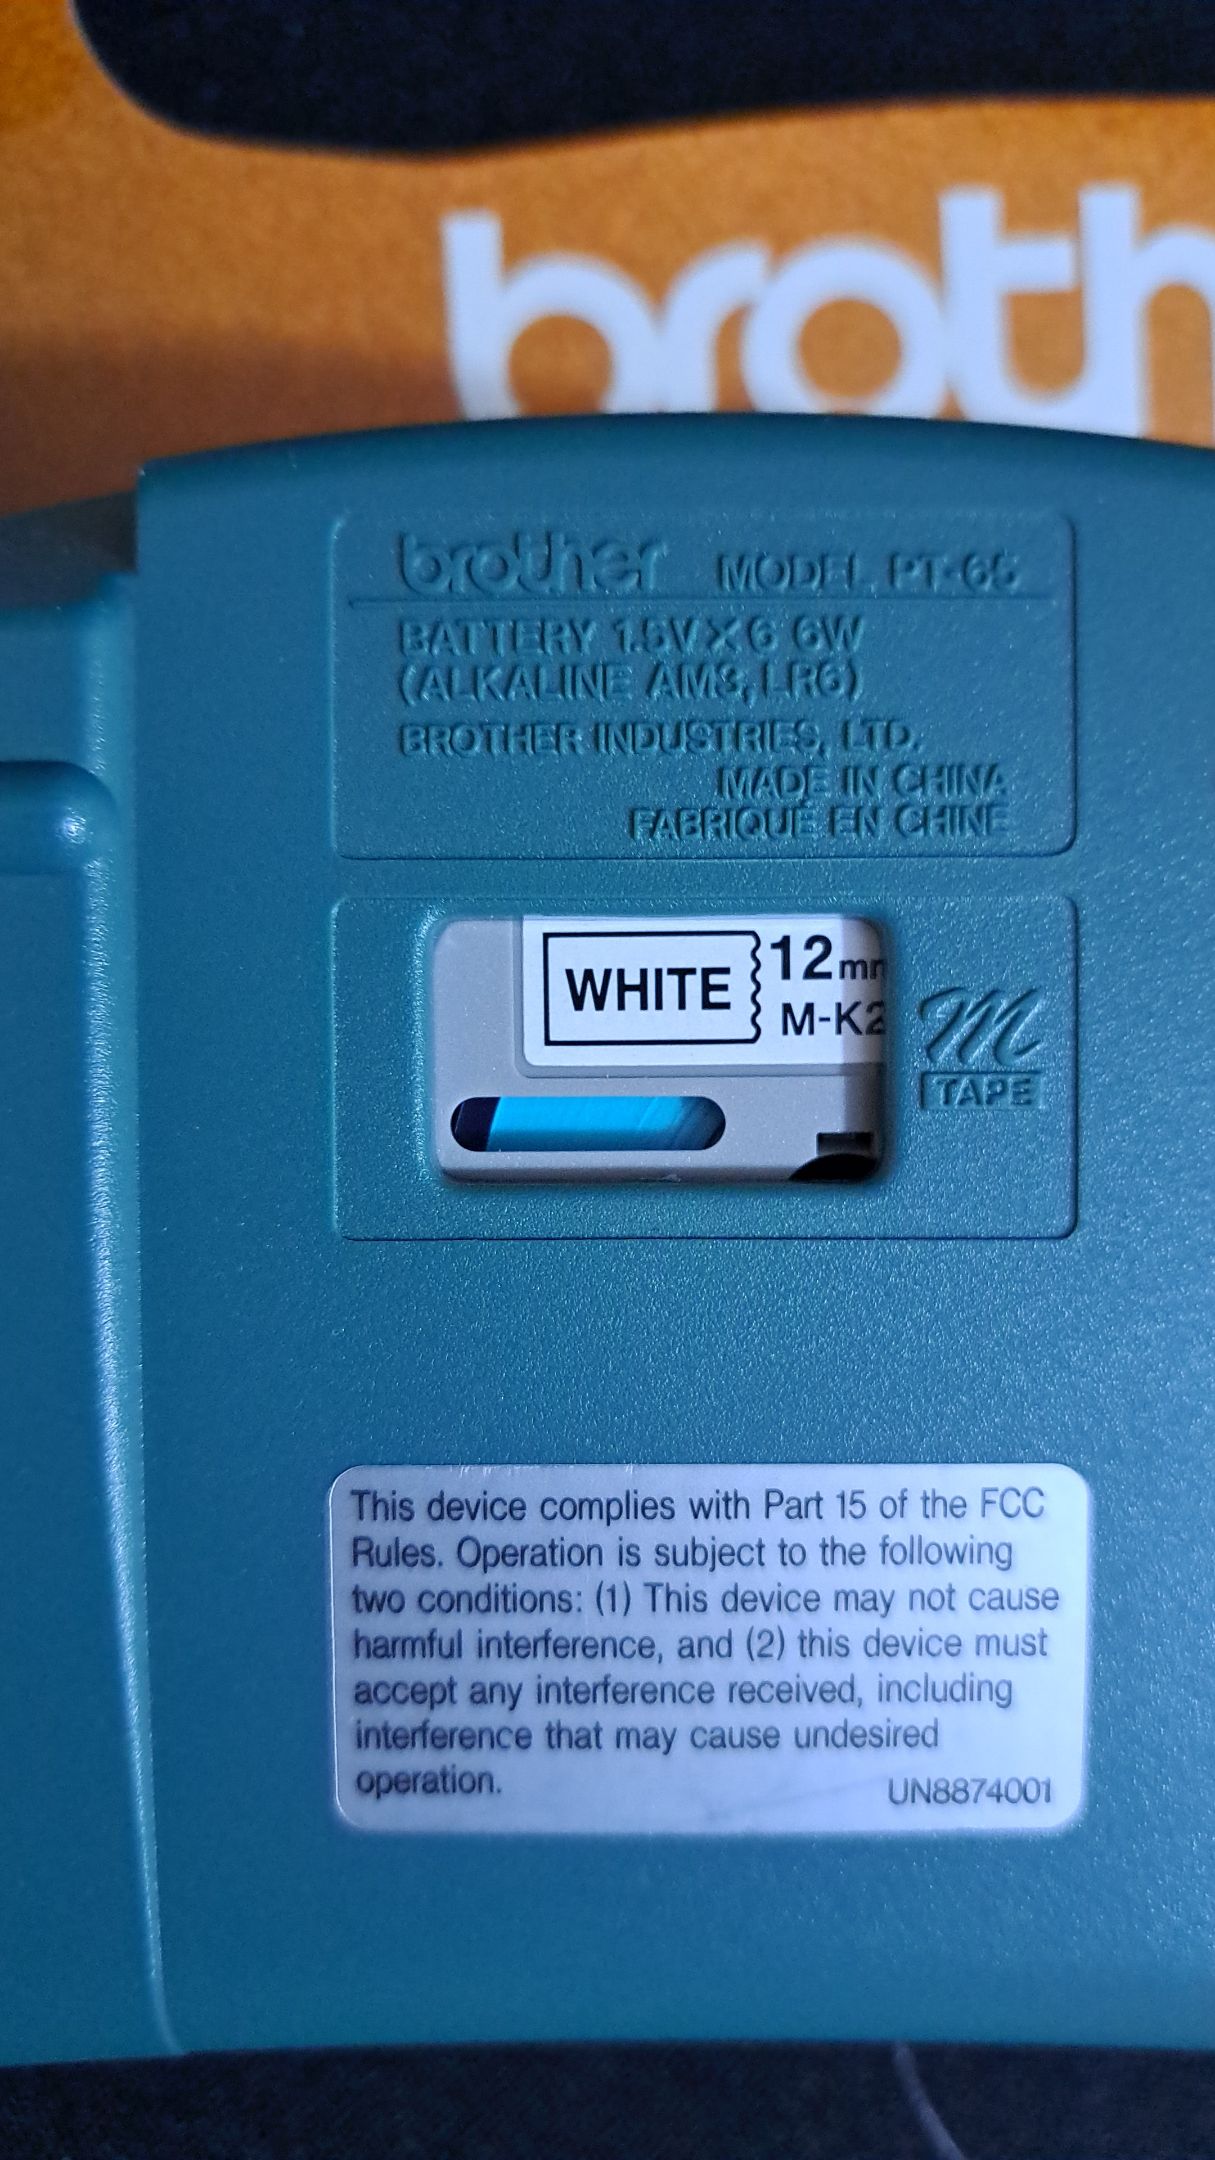 broth
brother MODEL PT-65
BATTERY 1.5V X 6 6W
(ALKALINE AM3, LR6)
BROTHER INDUSTRIES, LTD.
MADE IN CHINA
FABRIQUÉ EN CHINE
WHITE 12mm
M-K2
M
TAPE
This device complies with Part 15 of the FCC
Rules. Operation is subject to the following
two conditions: (1) This device may not cause
harmful interference, and (2) this device must
accept any interference received, including
interference that may cause undesired
operation.
UN8874001